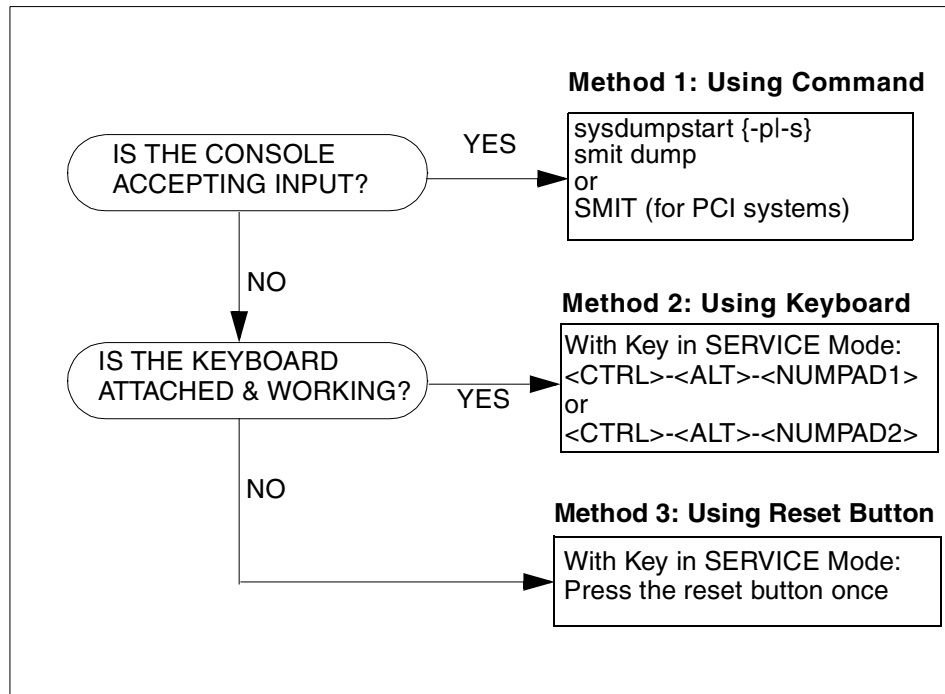 Method 1: Using Command
IS THE CONSOLE
ACCEPTING INPUT?
YES
sysdumpstart {-p|-s}
smit dump
or
SMIT (for PCI systems)
NO
Method 2: Using Keyboard
IS THE KEYBOARD
ATTACHED & WORKING?
YES
With Key in SERVICE Mode:
<CTRL>-<ALT>-<NUMPAD1>
or
<CTRL>-<ALT>-<NUMPAD2>
NO
Method 3: Using Reset Button
With Key in SERVICE Mode:
Press the reset button once